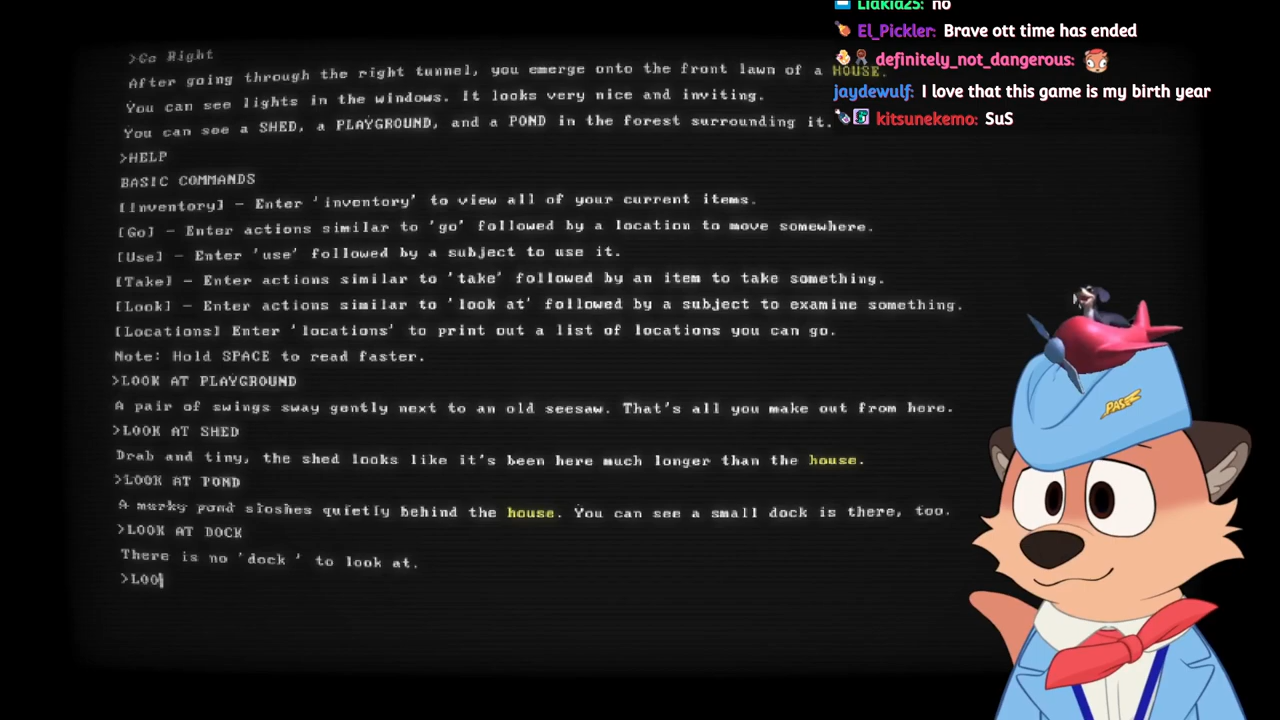 >Go Right
After going through the right tunnel, you emerge onto the front lawn of a HOUSE.
You can see lights in the windows. It looks very nice and inviting.
You can see a SHED, a PLAYGROUND, and a POND in the forest surrounding it.
>HELP
BASIC COMMANDS
[Inventory] - Enter 'inventory' to view all of your current items.
[Go] - Enter actions similar to 'go' followed by a location to move somewhere.
[Use] - Enter 'use' followed by a subject to use it.
[Take] - Enter actions similar to 'take' followed by an item to take something.
[Look] - Enter actions similar to 'look at' followed by a subject to examine something.
[Locations] Enter 'locations' to print out a list of locations you can go.
Note: Hold SPACE to read faster.
>LOOK AT PLAYGROUND
A pair of swings sway gently next to an old seesaw. That's all you make out from here.
>LOOK AT SHED
Drab and tiny, the shed looks like it's been here much longer than the house.
>LOOK AT POND
A murky pond sloshes quietly behind the house. You can see a small dock is there, too.
>LOOK AT DOCK
There is no 'dock ' to look at.
>LOO
Liakia25: no
El_Pickler: Brave ott time has ended
definitely_not_dangerous:
jaydewulf: I love that this game is my birth year
kitsunekemo: SuS